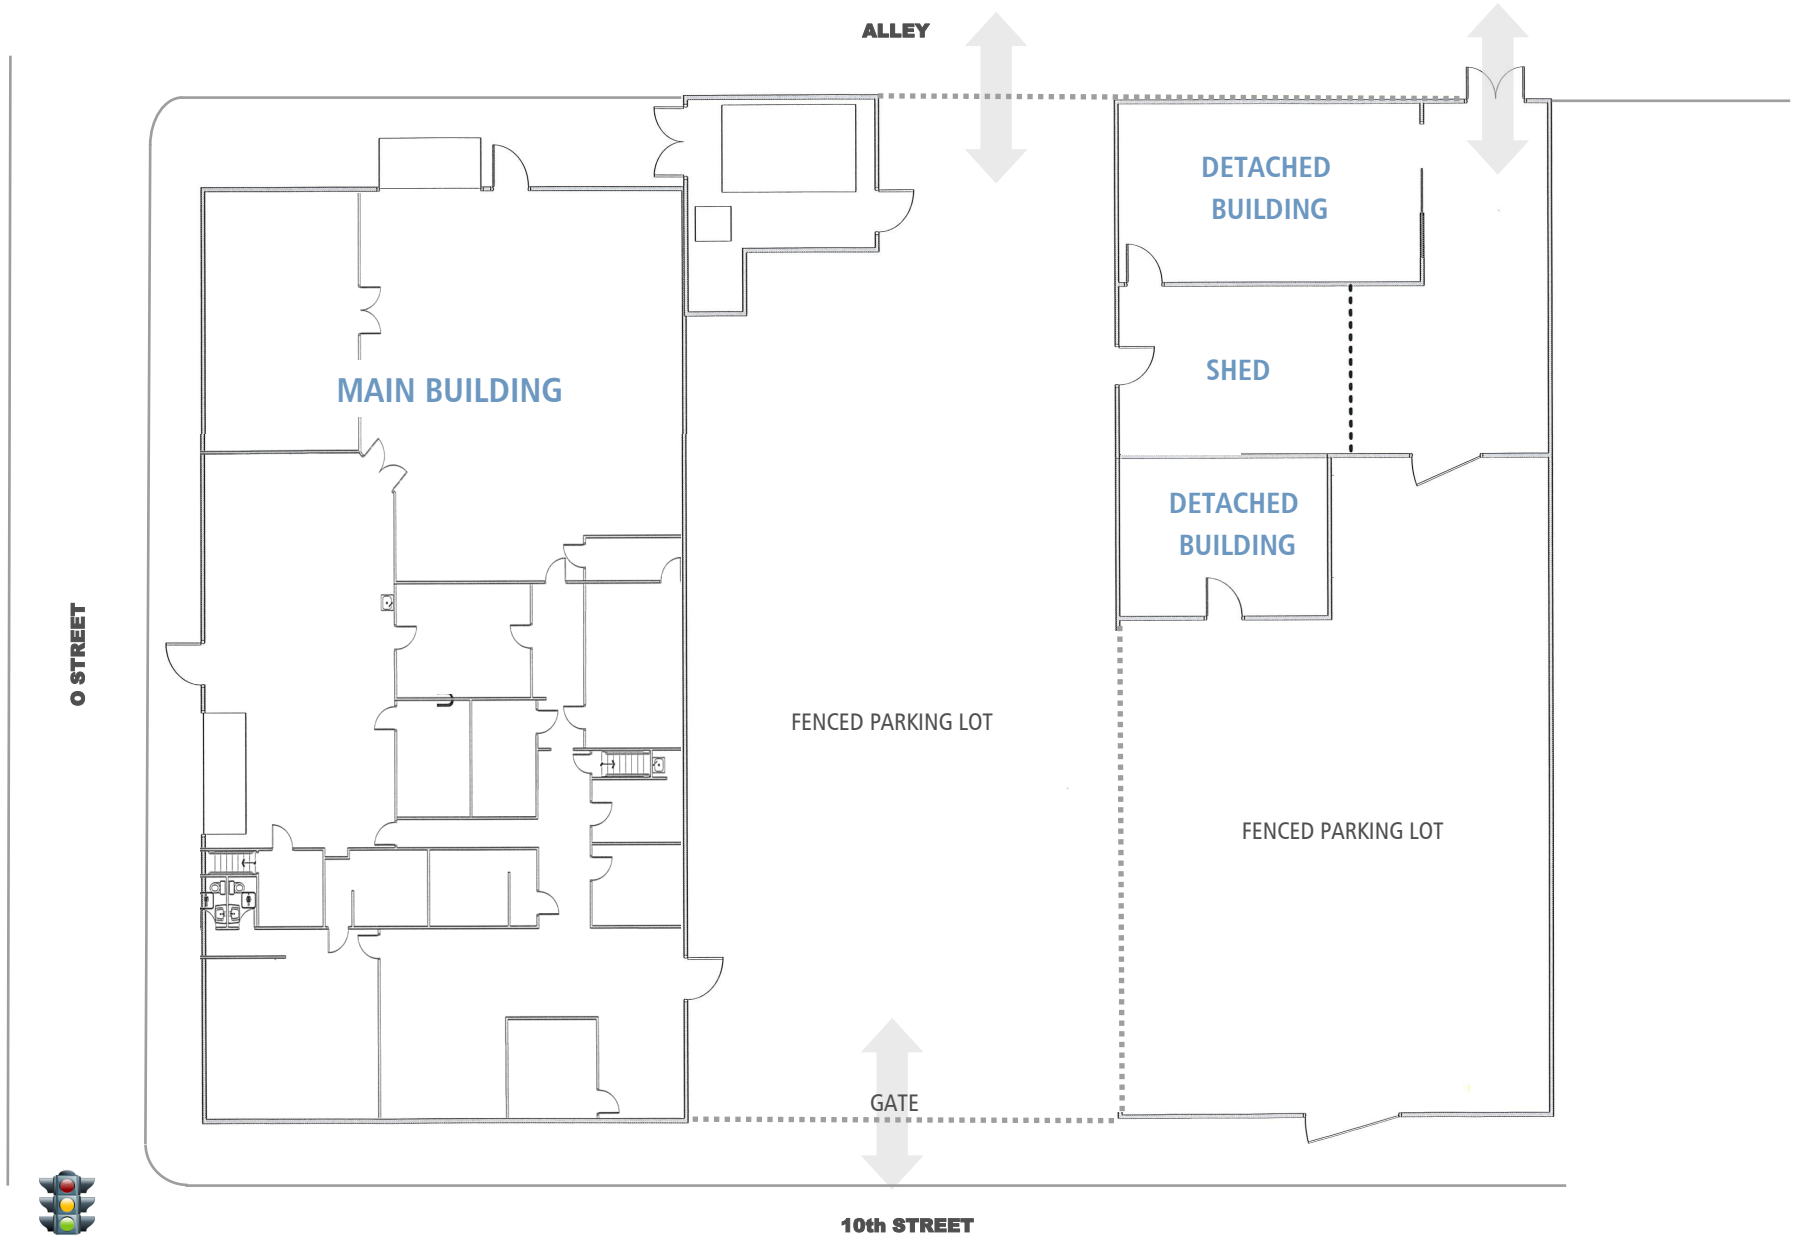 ALLEY
DETACHED
BUILDING
MAIN BUILDING
SHED
DETACHED
BUILDING
O STREET
FENCED PARKING LOT
FENCED PARKING LOT
GATE
10th STREET